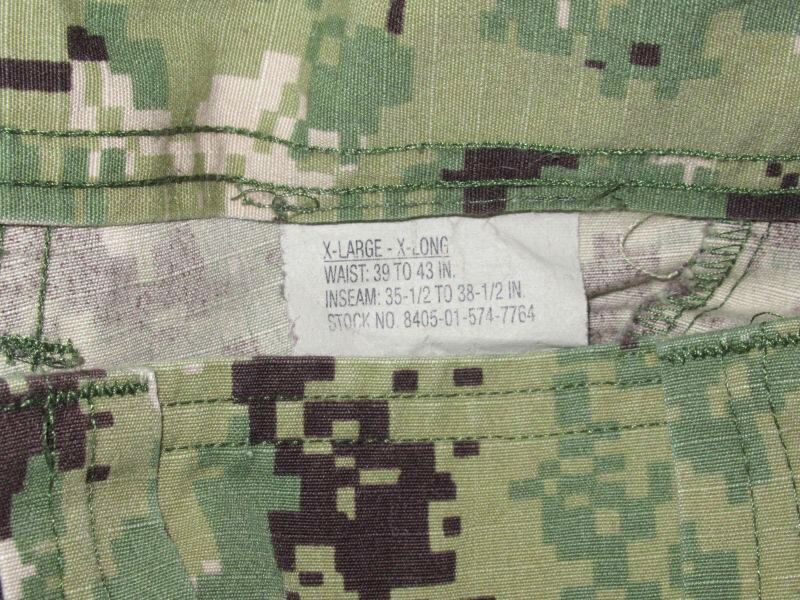 X-LARGE - X-LONG
WAIST: 39 TO 43 IN.
INSEAM: 35-1/2 TO 38-1/2 IN.
STOCK NO. 8405-01-574-7764